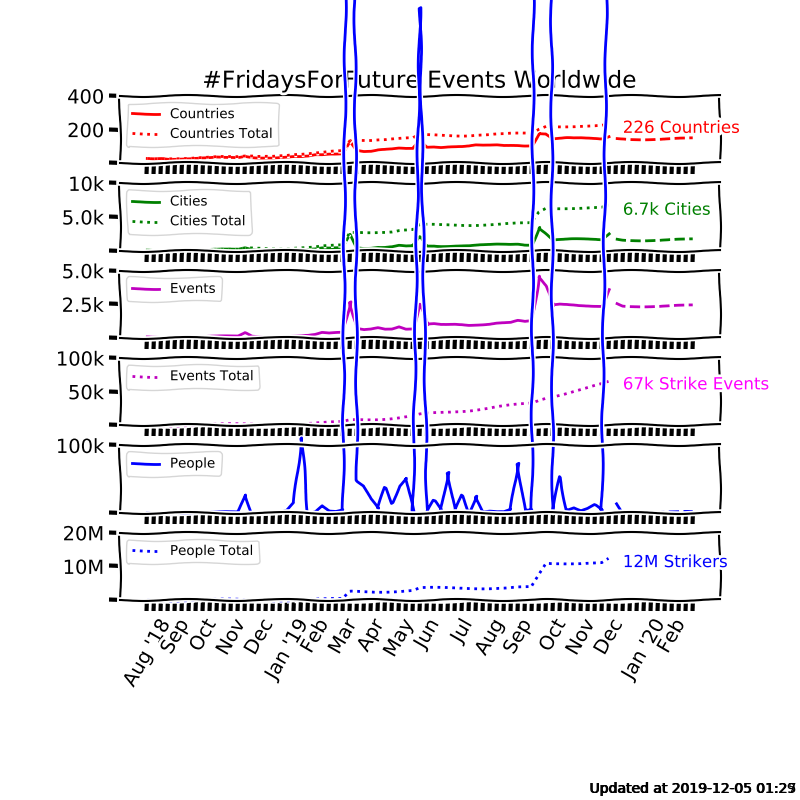 #FridaysForFuture Events Worldwide
400
200
Countries
Countries Total
226 Countries
10k
5.0k
Cities
Cities Total
6.7k Cities
5.0k
2.5k
Events
100k
50k
Events Total
67k Strike Events
100k
People
20M
10M
People Total
12M Strikers
Aug '18
Sep
Oct
Nov
Dec
Jan '19
Feb
Mar
Apr
May
Jun
Jul
Aug
Sep
Oct
Nov
Dec
Jan '20
Feb
Updated at 2019-12-05